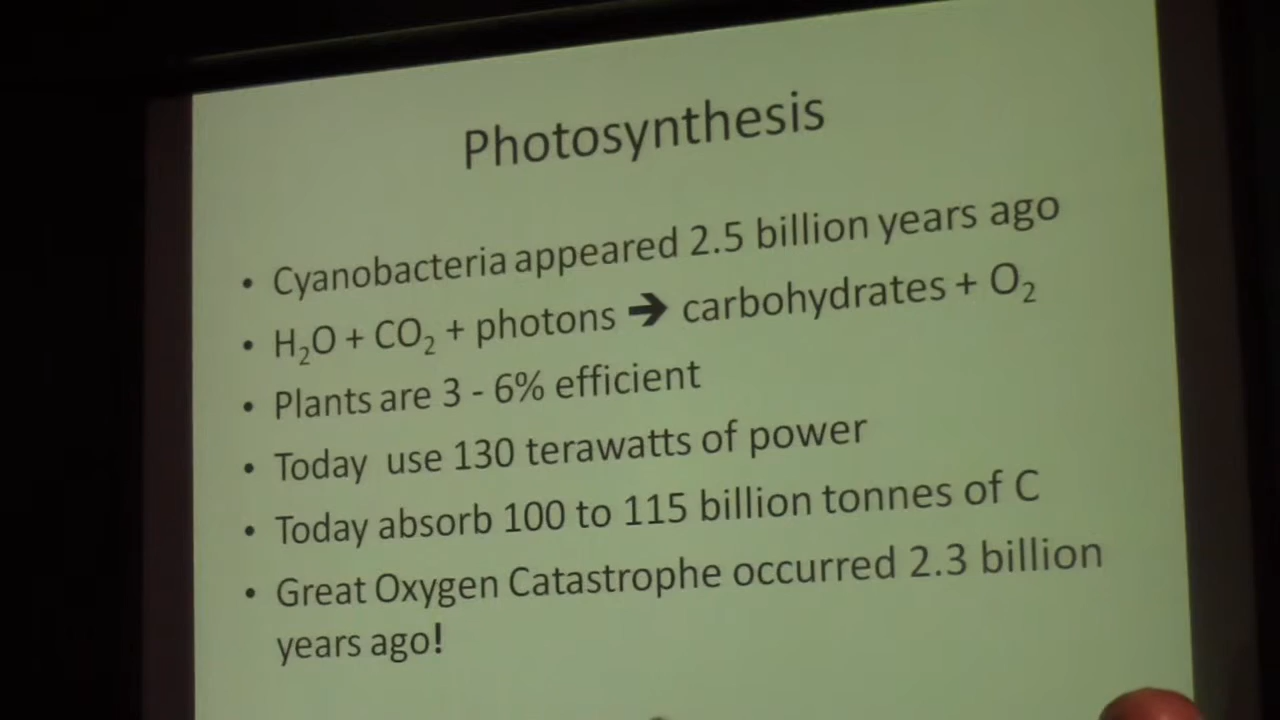 Photosynthesis
• Cyanobacteria appeared 2.5 billion years ago
• H₂O + CO₂ + photons ➔ carbohydrates + O₂
• Plants are 3 - 6% efficient
• Today use 130 terawatts of power
• Today absorb 100 to 115 billion tonnes of C
• Great Oxygen Catastrophe occurred 2.3 billion
years ago!